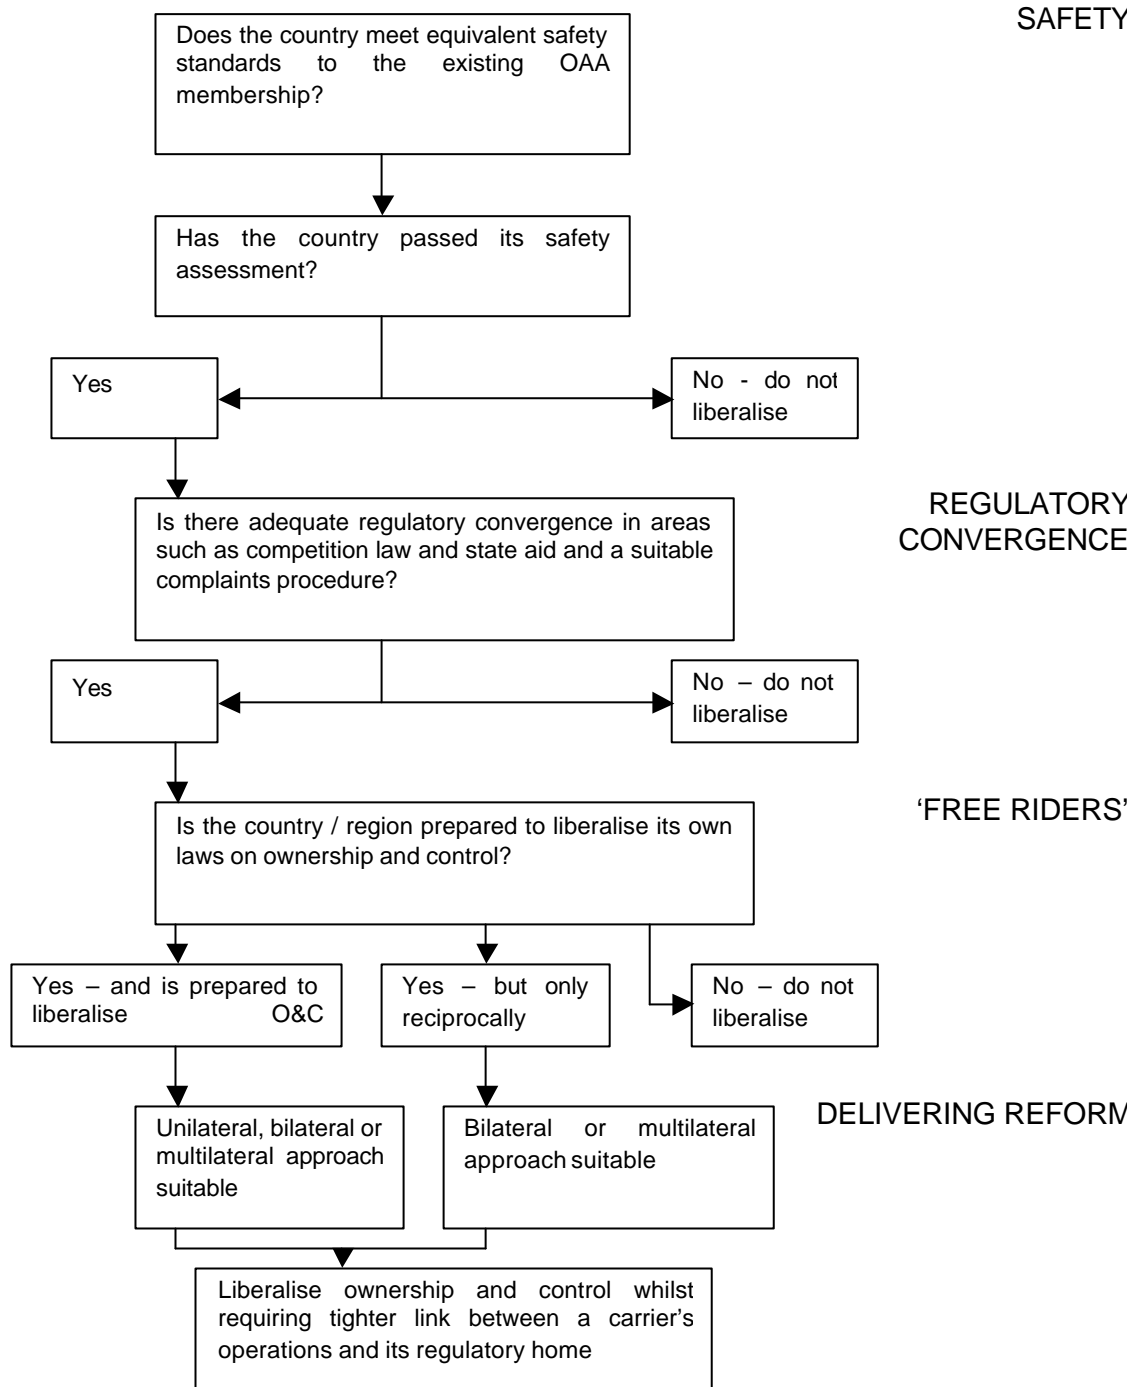 SAFETY
Does the country meet equivalent safety
standards to the existing OAA
membership?
Has the country passed its safety
assessment?
Yes
No - do not
liberalise
REGULATORY
CONVERGENCE
Is there adequate regulatory convergence in areas
such as competition law and state aid and a suitable
complaints procedure?
Yes
No – do not
liberalise
‘FREE RIDERS’
Is the country / region prepared to liberalise its own
laws on ownership and control?
Yes – and is prepared to
liberalise O&C
Yes – but only
reciprocally
No – do not
liberalise
DELIVERING REFORM
Unilateral, bilateral or
multilateral approach
suitable
Bilateral or multilateral
approach suitable
Liberalise ownership and control whilst
requiring tighter link between a carrier’s
operations and its regulatory home